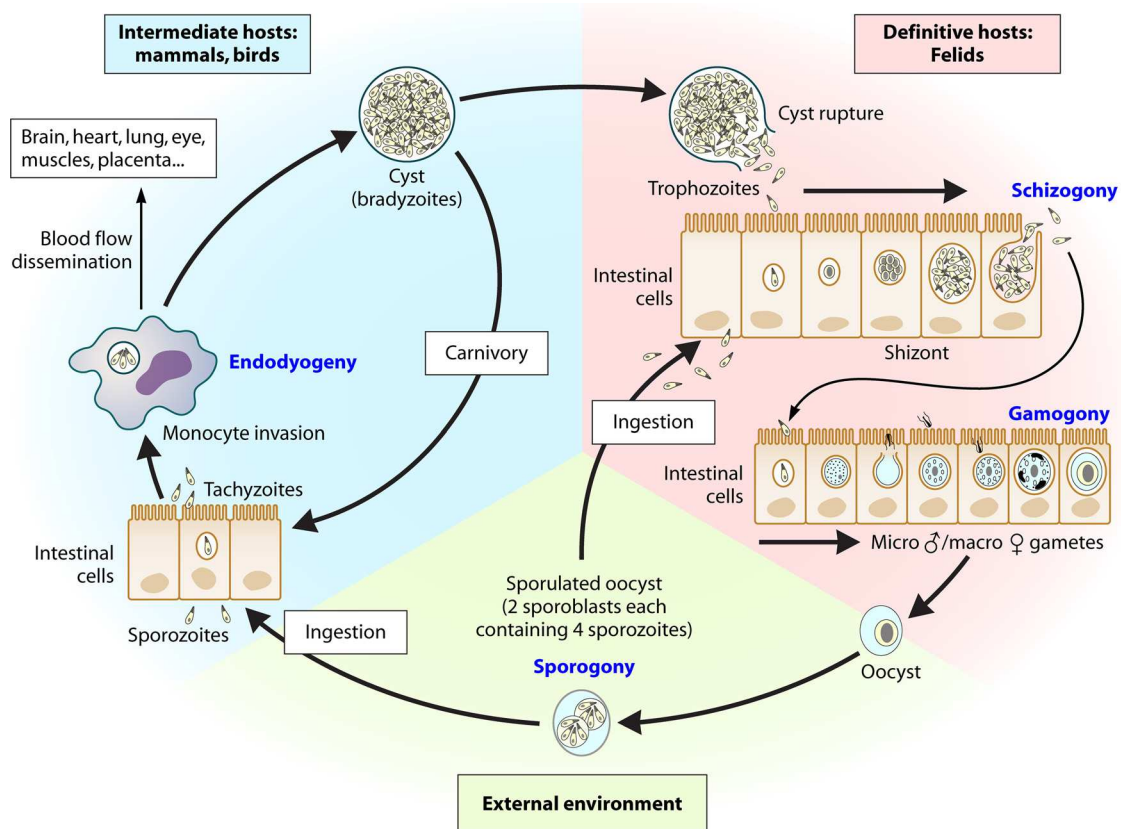 Intermediate hosts:
mammals, birds
Definitive hosts:
Felids
Brain, heart, lung, eye,
muscles, placenta...
Cyst
(bradyzoites)
Cyst rupture
Trophozoites
Schizogony
Blood flow
dissemination
Intestinal
cells
Shizont
Endodyogeny
Carnivory
Monocyte invasion
Ingestion
Gamogony
Tachyzoites
Intestinal
cells
Intestinal
cells
Micro ♂/macro ♀ gametes
Sporozoites
Ingestion
Sporulated oocyst
(2 sporoblasts each
containing 4 sporozoites)
Sporogony
Oocyst
External environment